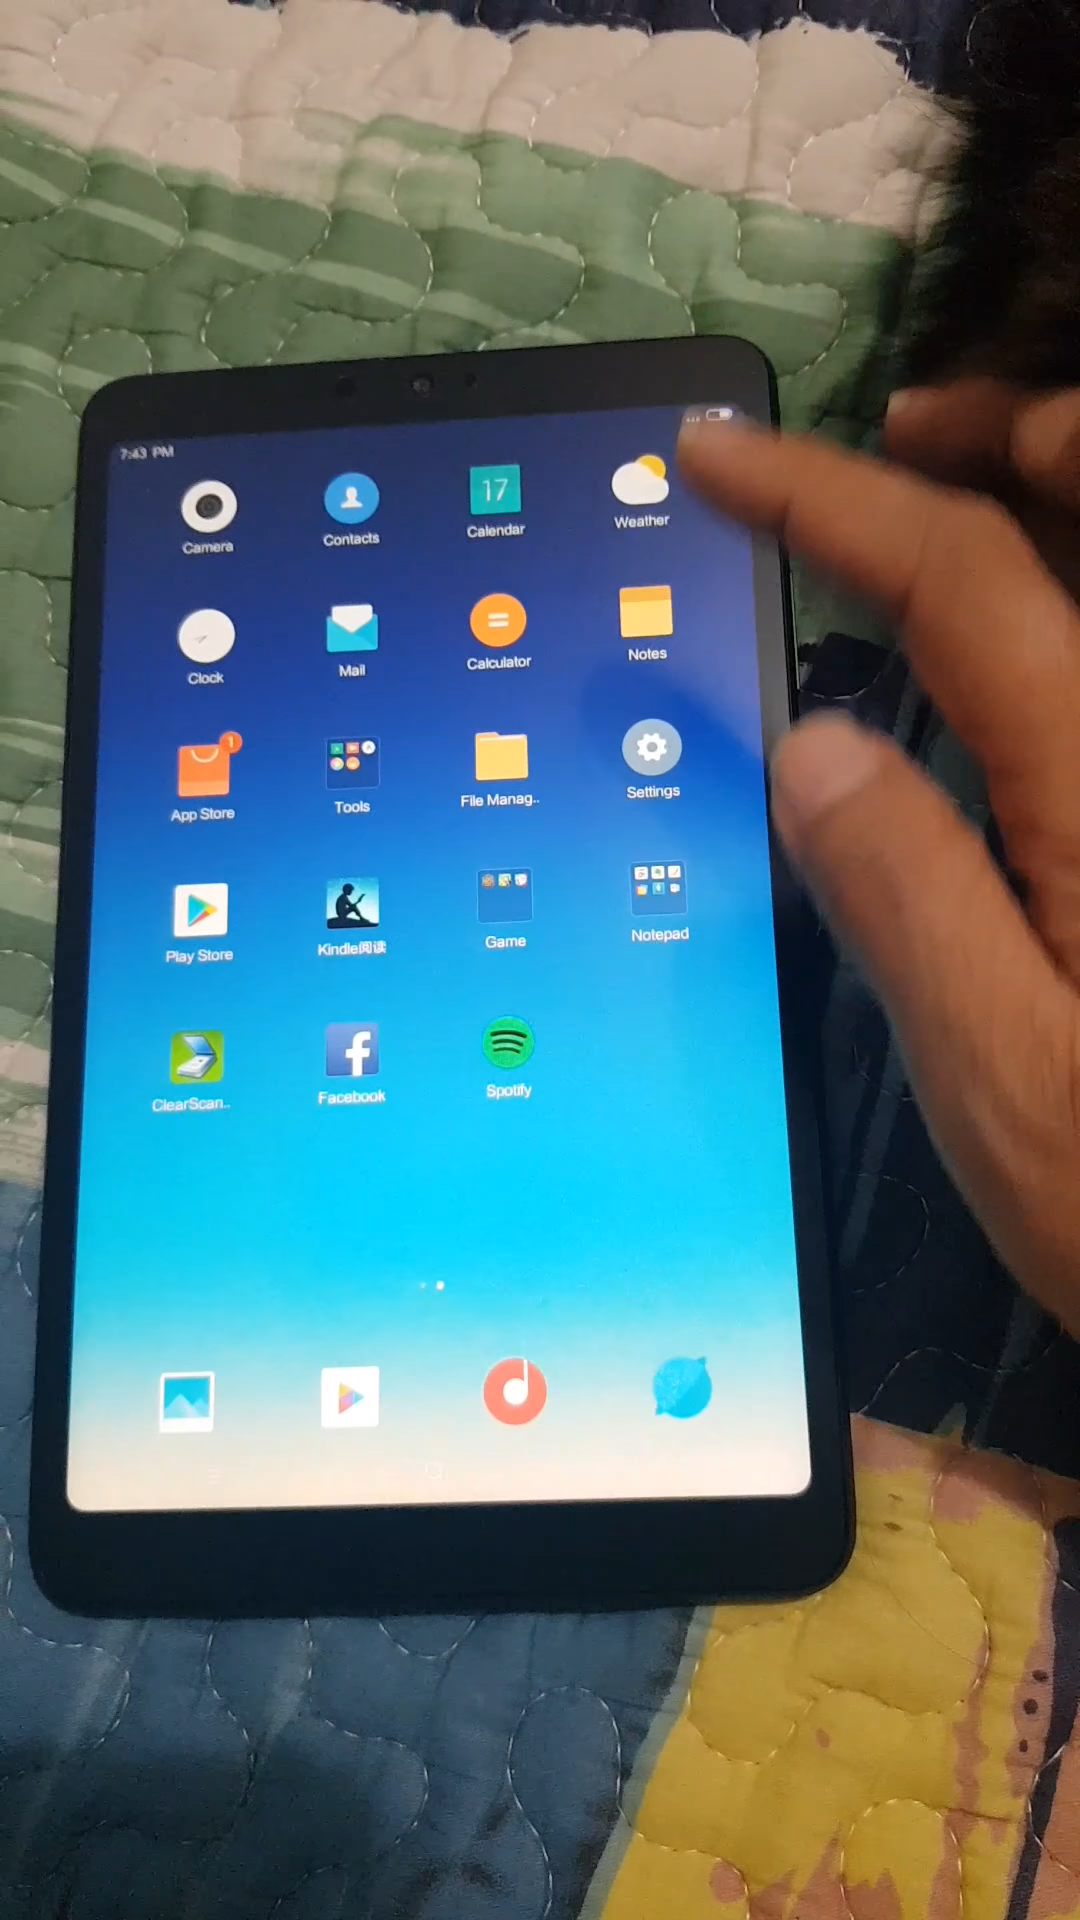 7:43 PM
Camera
Contacts
17
Calendar
Weather
Clock
Mail
Calculator
Notes
1
App Store
Tools
File Manag..
Settings
Play Store
Kindle阅读
Game
Notepad
ClearScan..
Facebook
Spotify